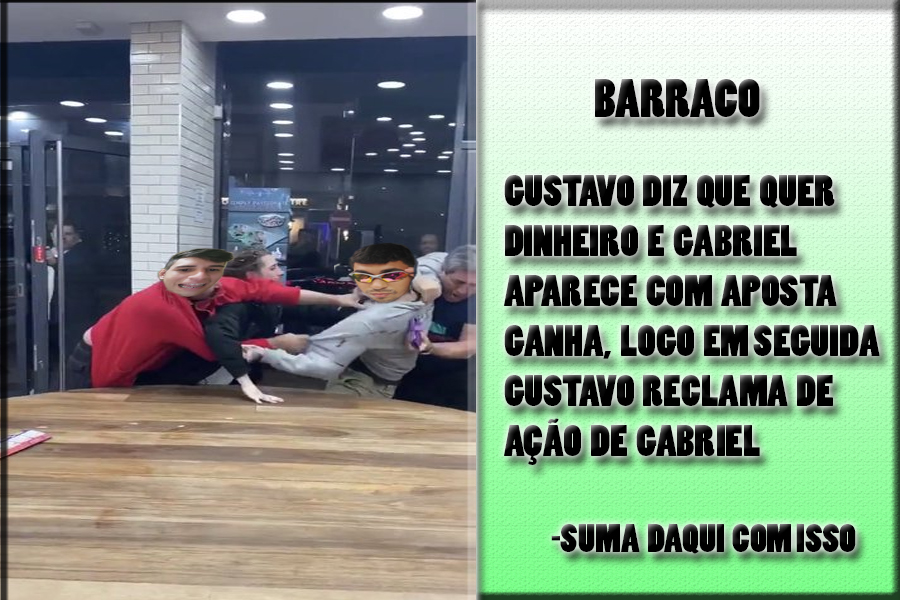 BARRACO
GUSTAVO DIZ QUE QUER
DINHEIRO E GABRIEL
APARECE COM APOSTA
GANHA, LOGO EM SEGUIDA
GUSTAVO RECLAMA DE
AÇÃO DE GABRIEL
-SUMA DAQUI COM ISSO